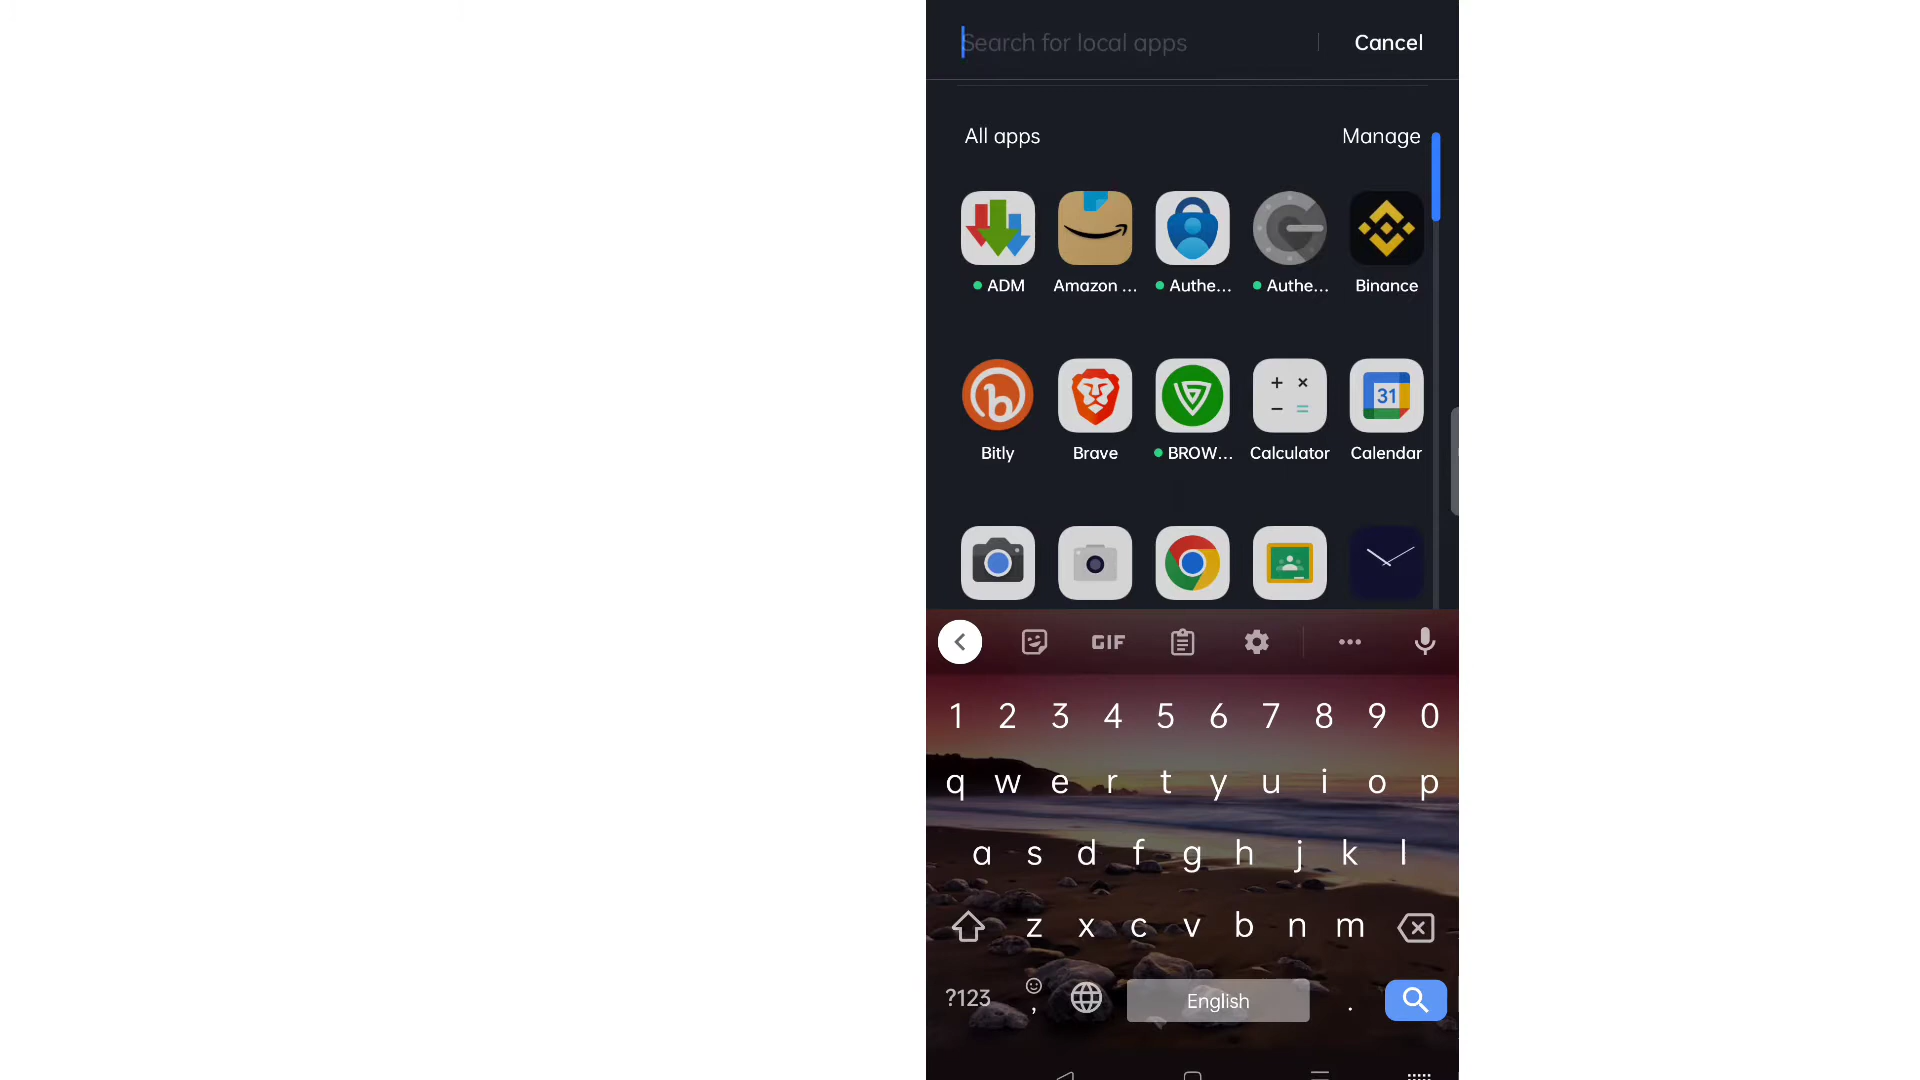 Search for local apps
Cancel
All apps
Manage
ADM
Amazon ...
Authe...
Authe...
Binance
31
Bitly
Brave
BROW...
Calculator
Calendar
GIF
1 2 3 4 5 6 7 8 9 0
q w e r t y u i o p
a s d f g h j k l
z x c v b n m
?123
,
English
.